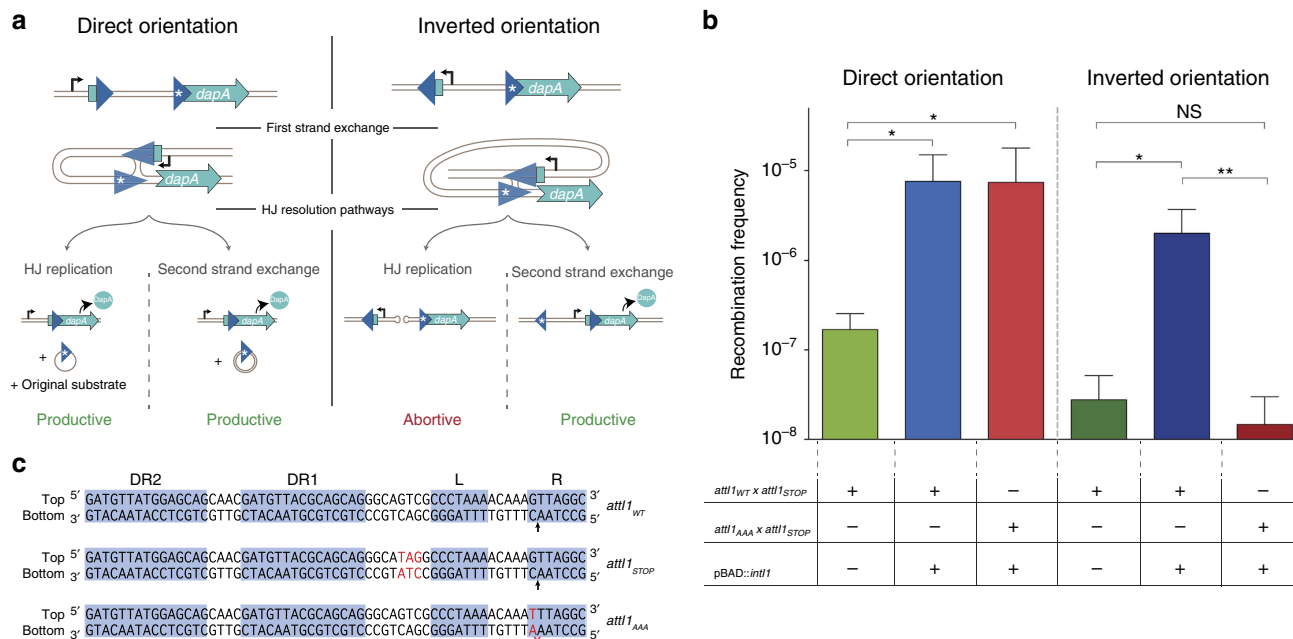 a
Direct orientation
Inverted orientation
dapA
dapA
First strand exchange
dapA
dapA
HJ resolution pathways
HJ replication
Second strand exchange
HJ replication
Second strand exchange
DapA
DapA
DapA
dapA
dapA
dapA
dapA
+
+
+ Original substrate
Productive
Productive
Abortive
Productive
b
Direct orientation
Inverted orientation
NS
*
*
*
**
Recombination frequency
10⁻⁵
10⁻⁶
10⁻⁷
10⁻⁸
attI1WT x attI1STOP + + − + + −
attI1AAA x attI1STOP − − + − − +
pBAD::intI1 − + + − + +
c
DR2 DR1 L R
Top 5′ GATGTTATGGAGCAGCAACGATGTTACGCAGCAGGGCAGTCGCCCTAAAACAAAGTTAGGC 3′
Bottom 3′ GTACAATACCTCGTCGTTGCTACAATGCGTCGTCCCGTCAGCGGGATTTTGTTTCAATCCG 5′
attI1WT
Top 5′ GATGTTATGGAGCAGCAACGATGTTACGCAGCAGGGCATAGGCCCTAAAACAAAGTTAGGC 3′
Bottom 3′ GTACAATACCTCGTCGTTGCTACAATGCGTCGTCCCGTATCCGGGATTTTGTTTCAATCCG 5′
attI1STOP
Top 5′ GATGTTATGGAGCAGCAACGATGTTACGCAGCAGGGCAGTCGCCCTAAAACAAATTTAGGC 3′
Bottom 3′ GTACAATACCTCGTCGTTGCTACAATGCGTCGTCCCGTCAGCGGGATTTTGTTTAAATCCG 5′
attI1AAA